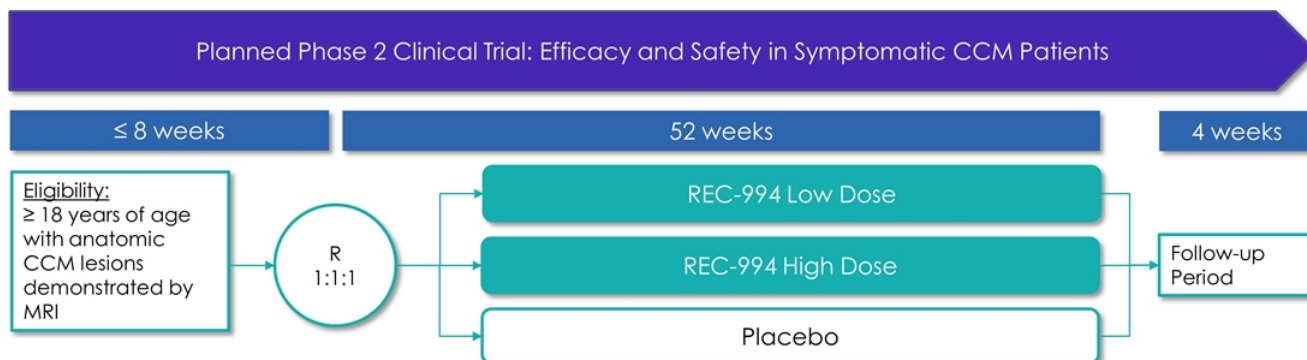 Planned Phase 2 Clinical Trial: Efficacy and Safety in Symptomatic CCM Patients
≤ 8 weeks
52 weeks
4 weeks
Eligibility:
≥ 18 years of age
with anatomic
CCM lesions
demonstrated by
MRI
R
1:1:1
REC-994 Low Dose
REC-994 High Dose
Placebo
Follow-up
Period